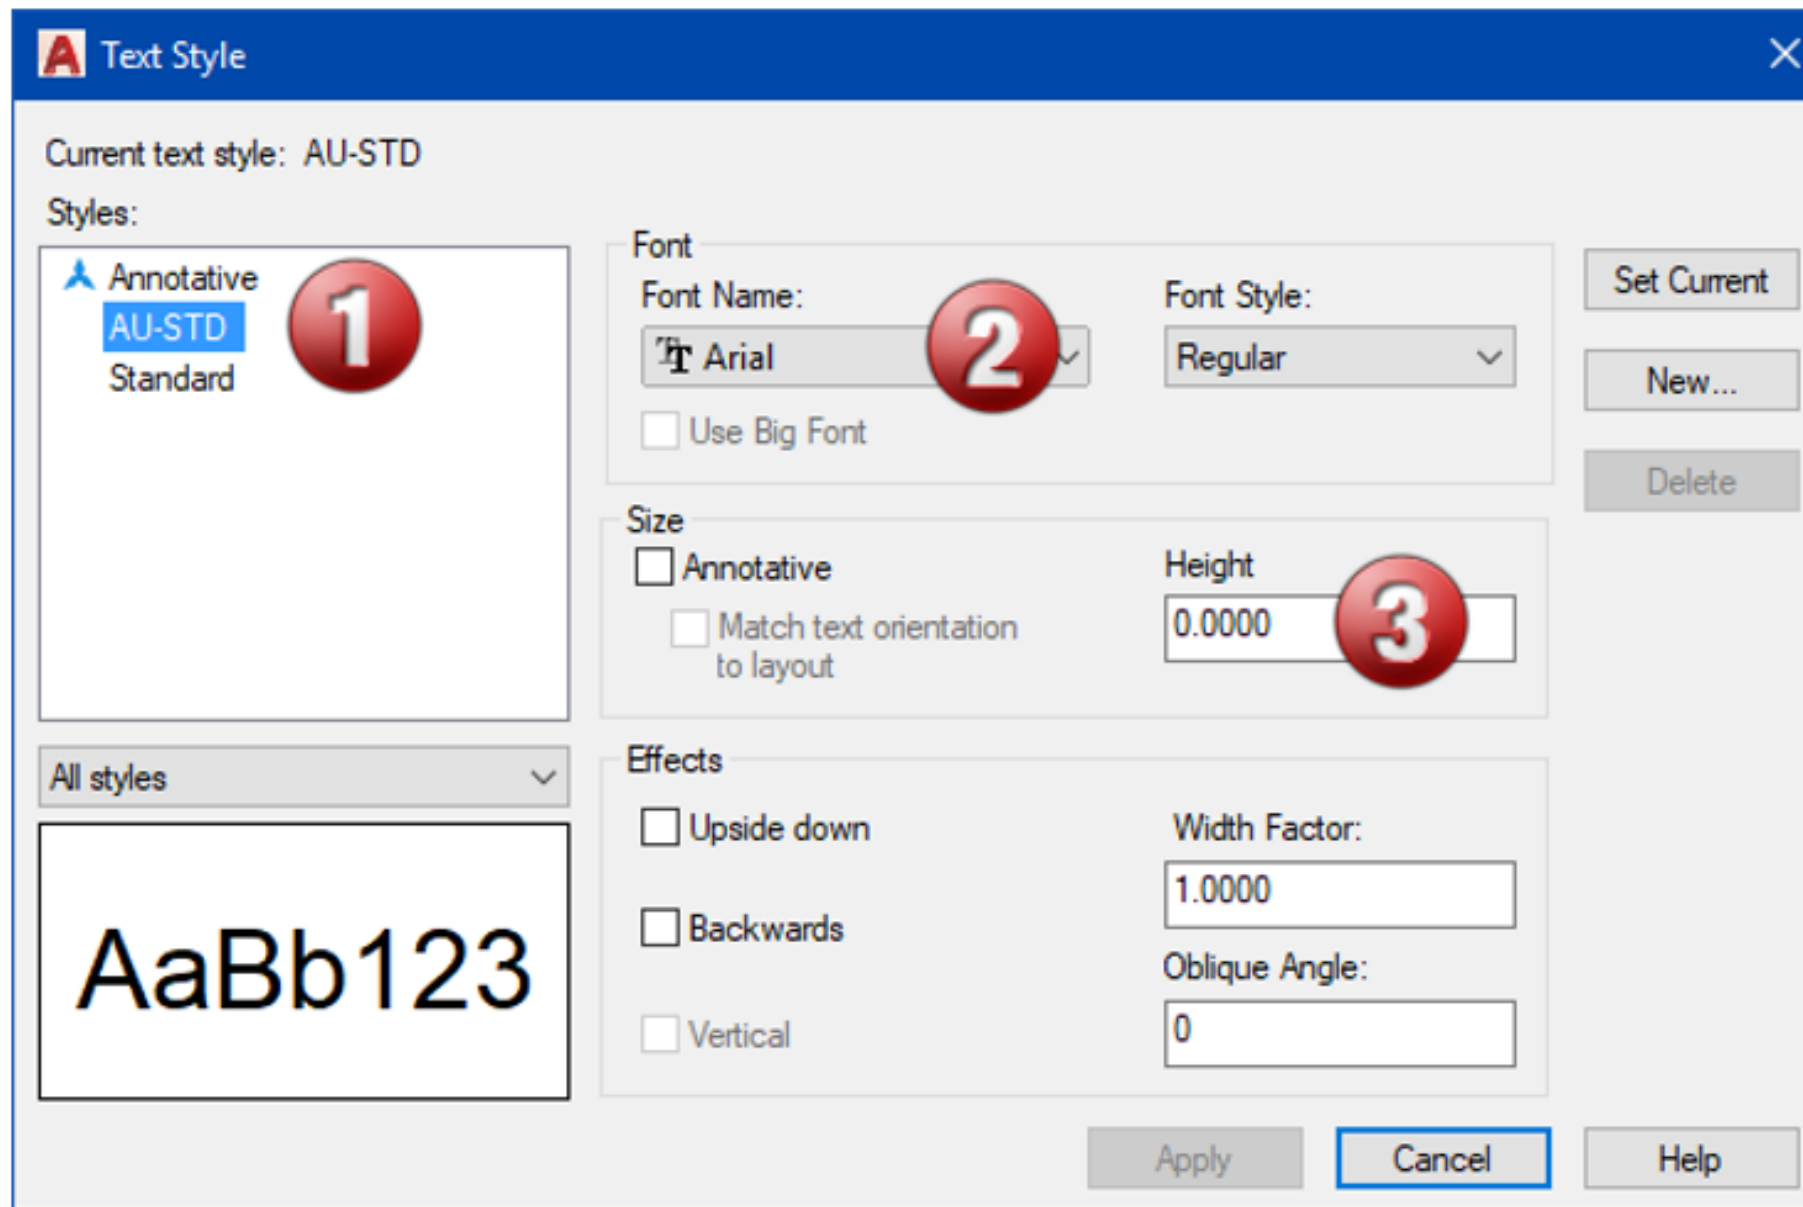 Text Style
Current text style: AU-STD
Styles:
Annotative
AU-STD
Standard
1
All styles
AaBb123
Font
Font Name:
Arial
2
Use Big Font
Font Style:
Regular
Size
Annotative
Match text orientation
to layout
Height
0.0000
3
Effects
Upside down
Backwards
Vertical
Width Factor:
1.0000
Oblique Angle:
0
Set Current
New...
Delete
Apply
Cancel
Help